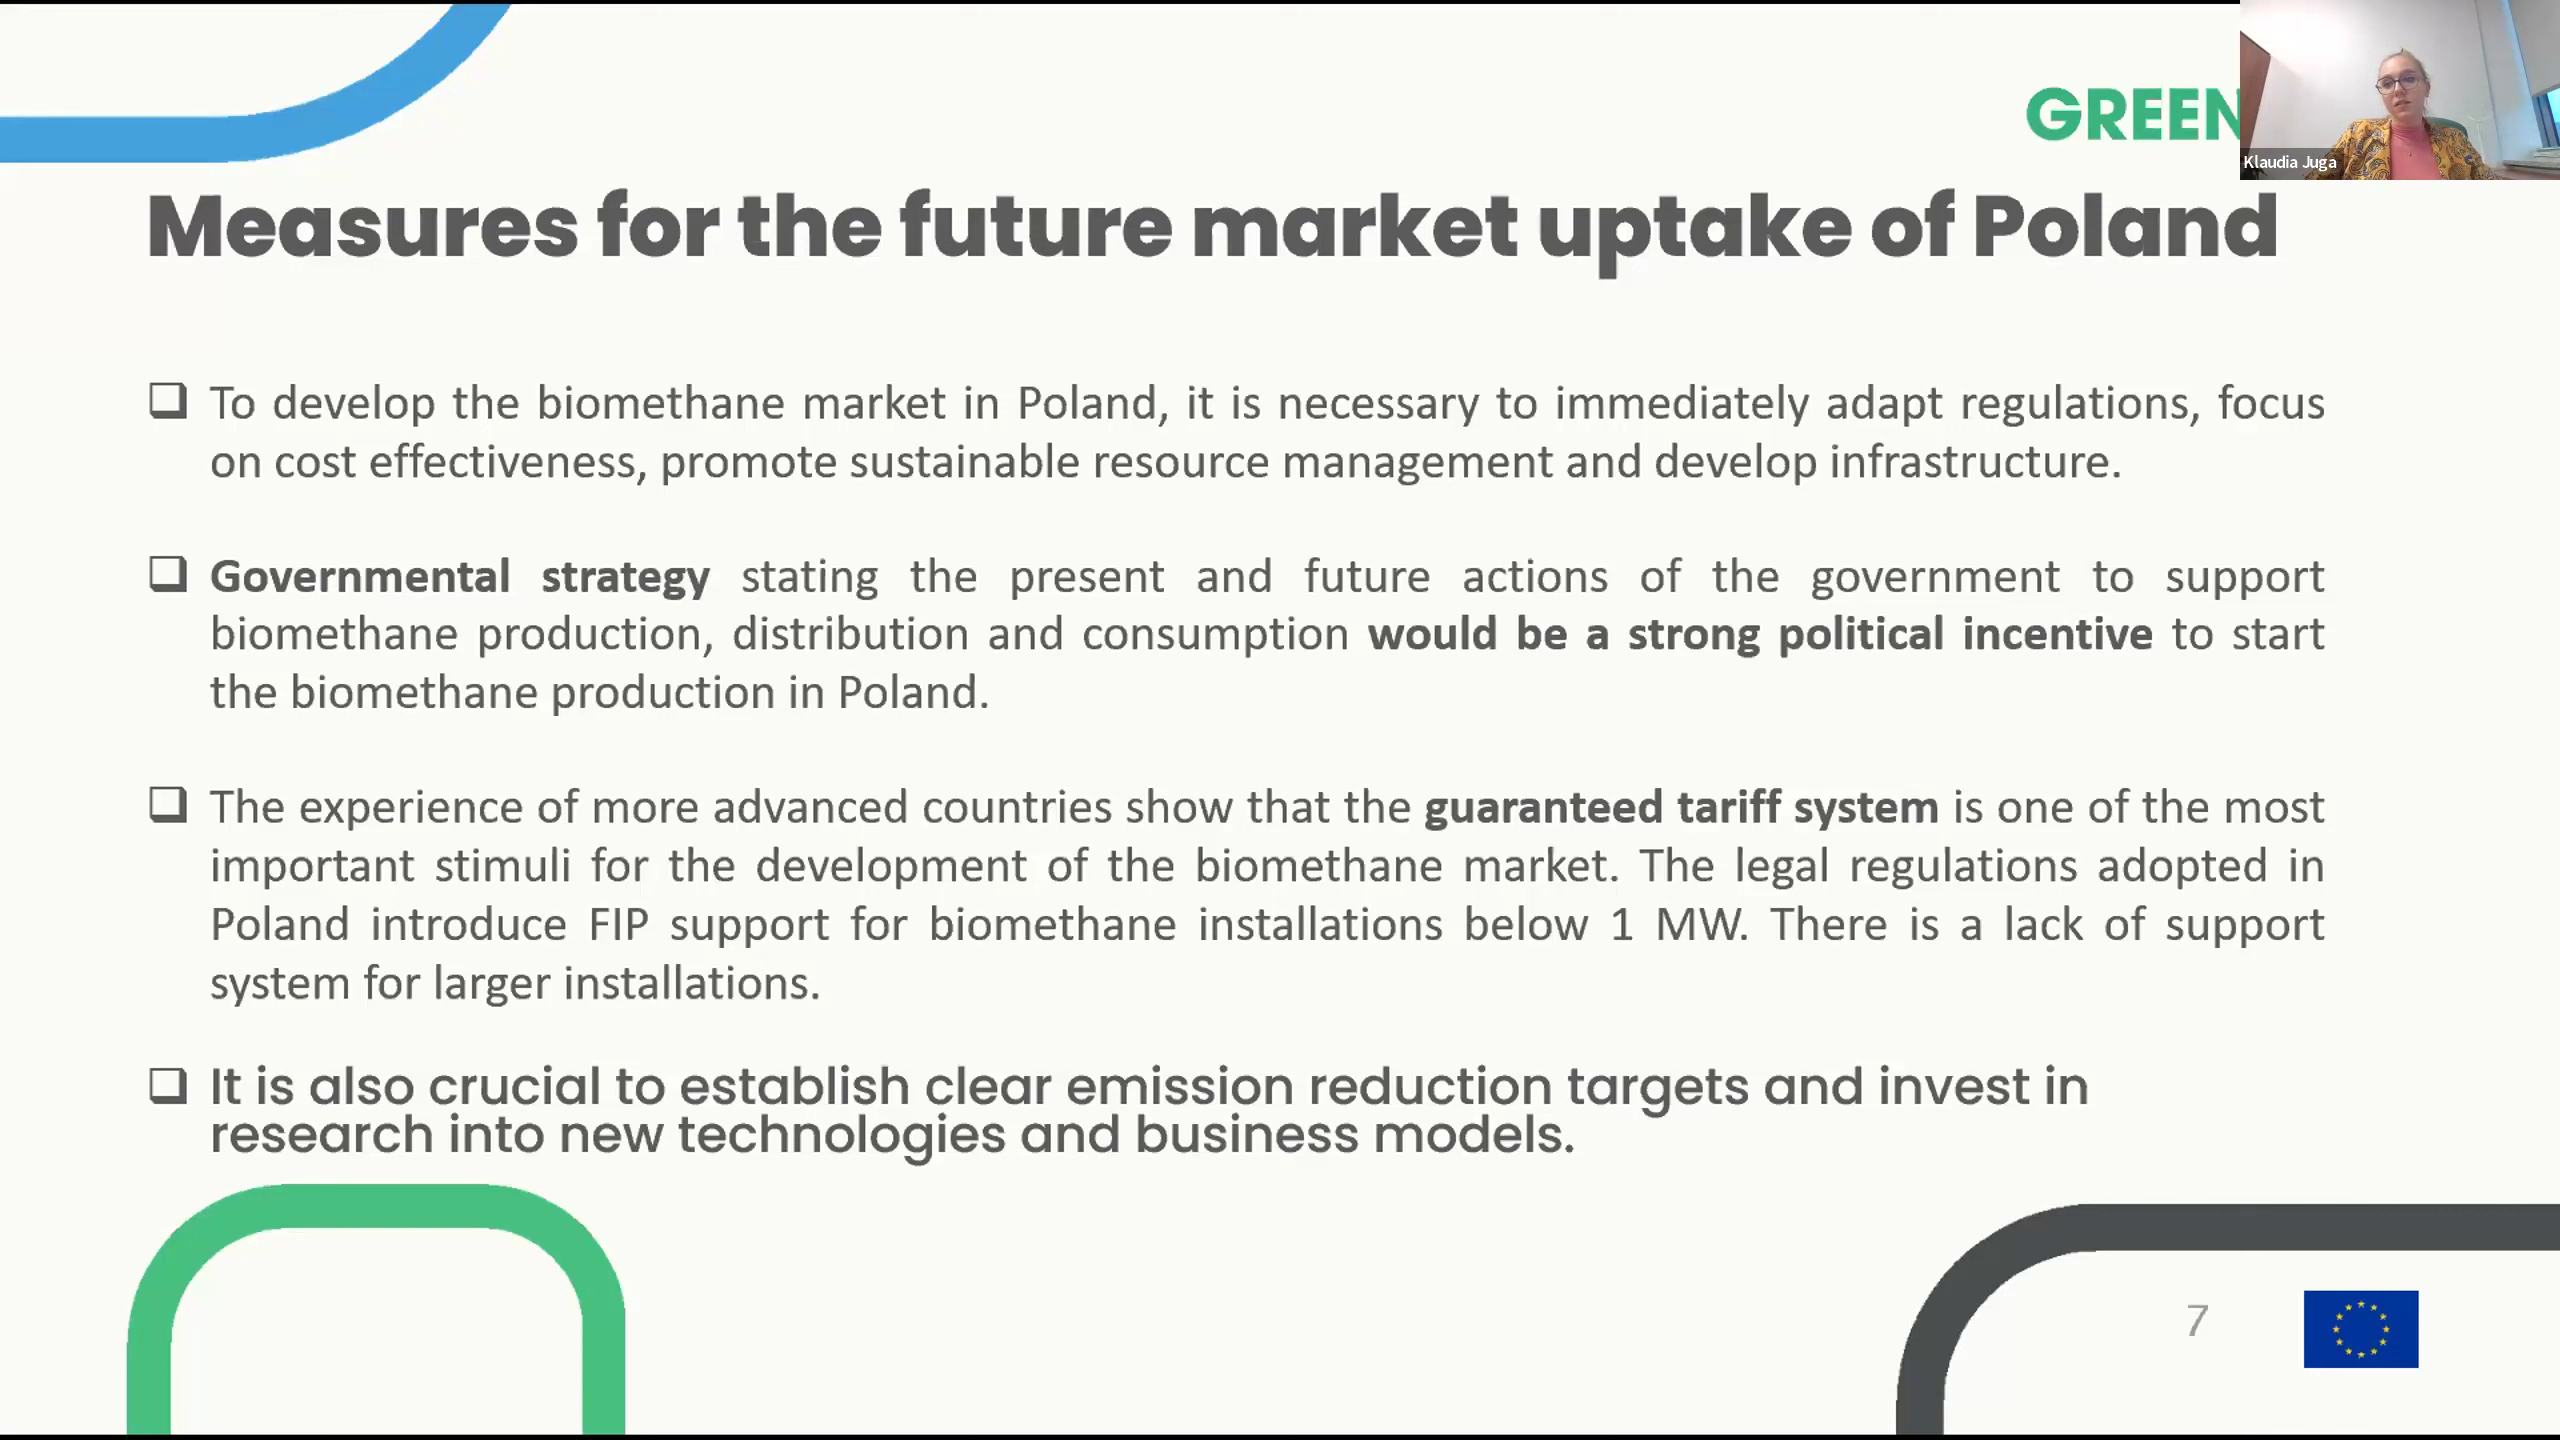 GREEN
Klaudia Juga
Measures for the future market uptake of Poland
❑ To develop the biomethane market in Poland, it is necessary to immediately adapt regulations, focus
on cost effectiveness, promote sustainable resource management and develop infrastructure.
❑ Governmental strategy stating the present and future actions of the government to support
biomethane production, distribution and consumption would be a strong political incentive to start
the biomethane production in Poland.
❑ The experience of more advanced countries show that the guaranteed tariff system is one of the most
important stimuli for the development of the biomethane market. The legal regulations adopted in
Poland introduce FIP support for biomethane installations below 1 MW. There is a lack of support
system for larger installations.
❑ It is also crucial to establish clear emission reduction targets and invest in
research into new technologies and business models.
7